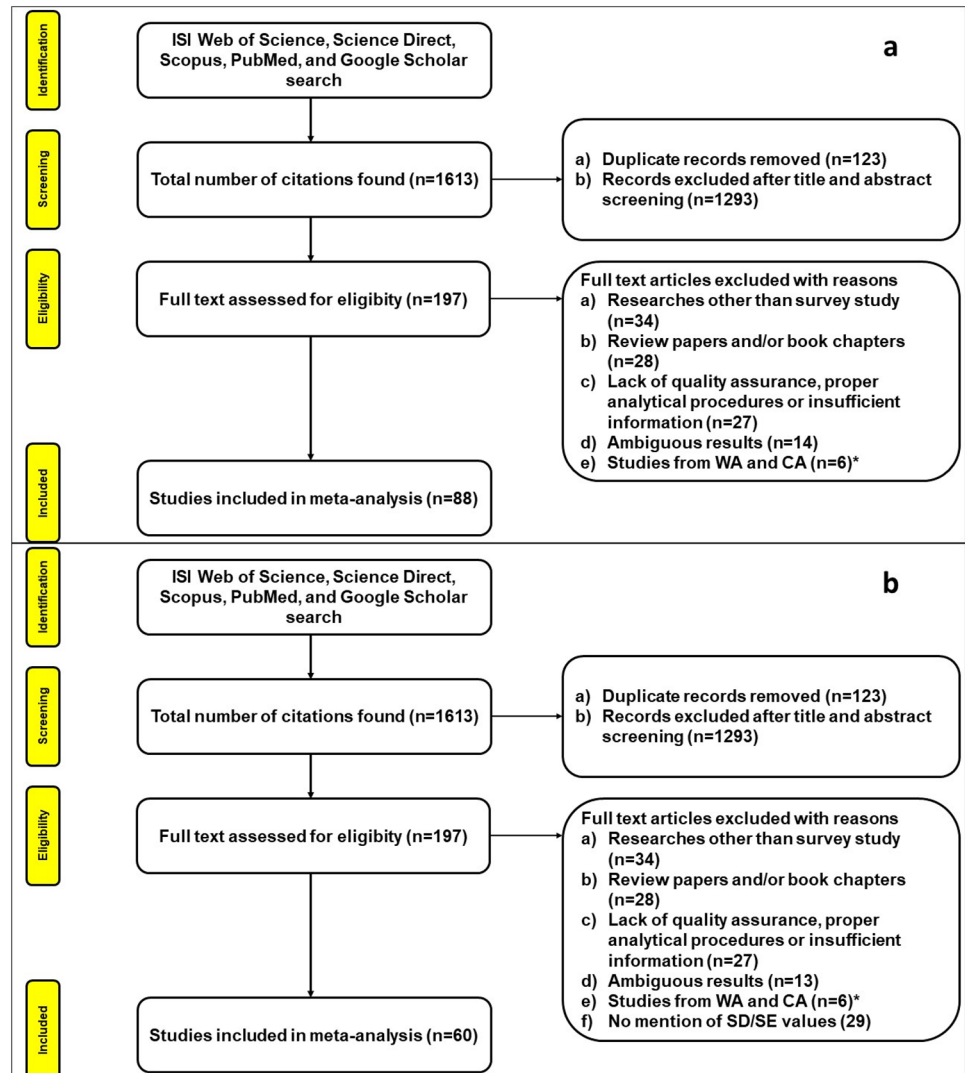 a
Identification
ISI Web of Science, Science Direct,
Scopus, PubMed, and Google Scholar
search
Screening
Total number of citations found (n=1613)
a) Duplicate records removed (n=123)
b) Records excluded after title and abstract
screening (n=1293)
Eligibility
Full text assessed for eligibity (n=197)
Full text articles excluded with reasons
a) Researches other than survey study
(n=34)
b) Review papers and/or book chapters
(n=28)
c) Lack of quality assurance, proper
analytical procedures or insufficient
information (n=27)
d) Ambiguous results (n=14)
e) Studies from WA and CA (n=6)*
Included
Studies included in meta-analysis (n=88)
b
Identification
ISI Web of Science, Science Direct,
Scopus, PubMed, and Google Scholar
search
Screening
Total number of citations found (n=1613)
a) Duplicate records removed (n=123)
b) Records excluded after title and abstract
screening (n=1293)
Eligibility
Full text assessed for eligibity (n=197)
Full text articles excluded with reasons
a) Researches other than survey study
(n=34)
b) Review papers and/or book chapters
(n=28)
c) Lack of quality assurance, proper
analytical procedures or insufficient
information (n=27)
d) Ambiguous results (n=13)
e) Studies from WA and CA (n=6)*
f) No mention of SD/SE values (29)
Included
Studies included in meta-analysis (n=60)